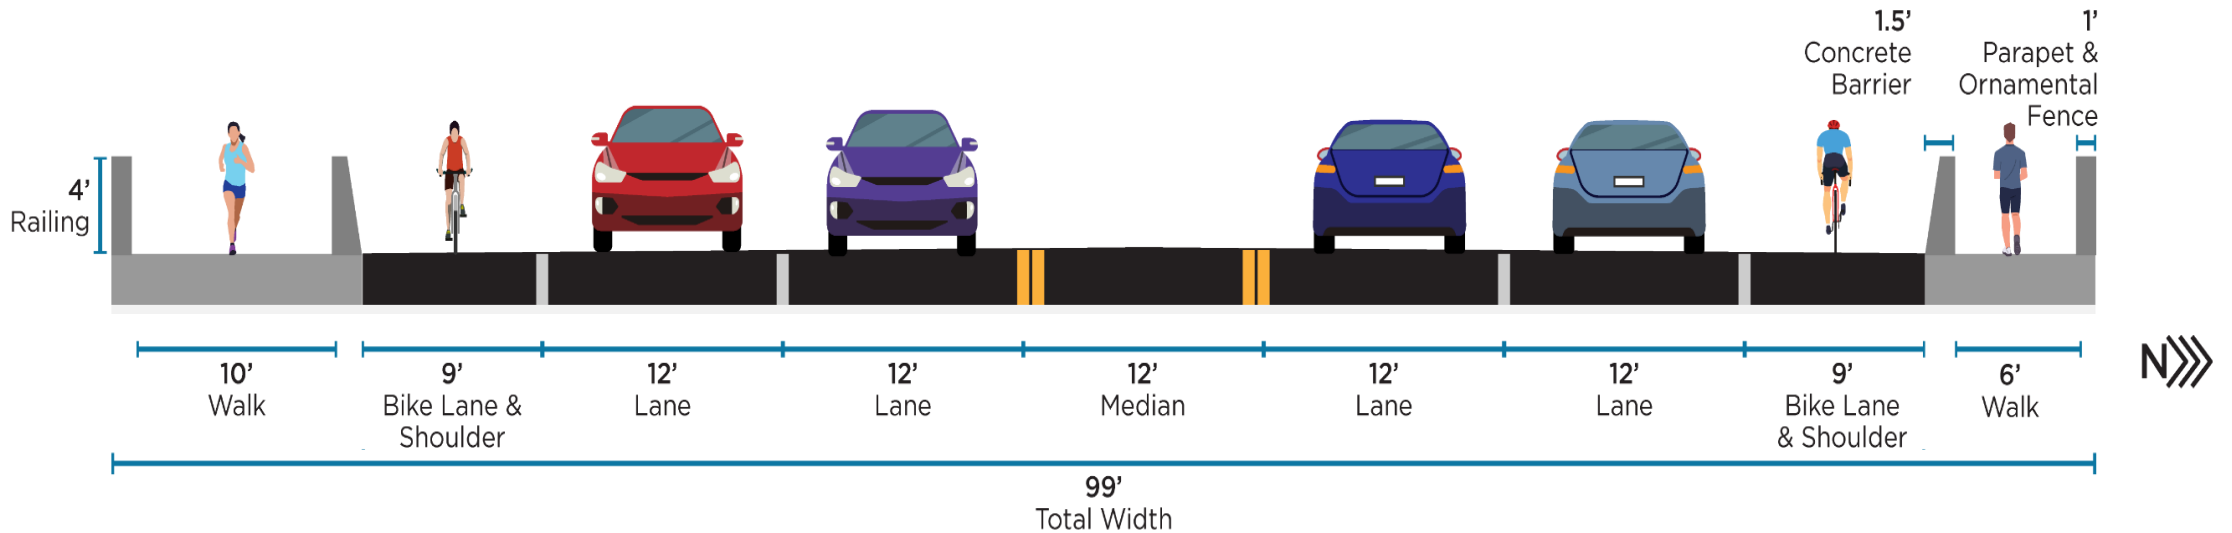 1.5’
Concrete
Barrier
1’
Parapet &
Ornamental
Fence
4’
Railing
10’
Walk
9’
Bike Lane &
Shoulder
12’
Lane
12’
Lane
12’
Median
12’
Lane
12’
Lane
9’
Bike Lane
& Shoulder
6’
Walk
N
99’
Total Width